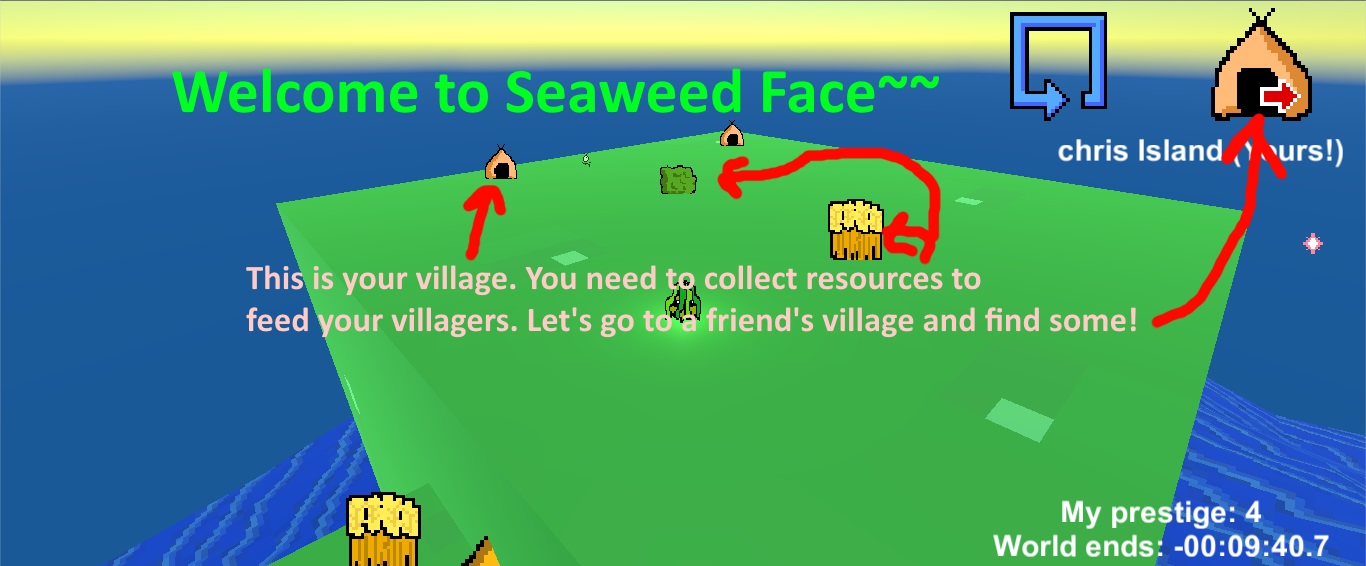 Welcome to Seaweed Face~~
chris Island (Yours!)
This is your village. You need to collect resources to
feed your villagers. Let's go to a friend's village and find some!
My prestige: 4
World ends: -00:09:40.7